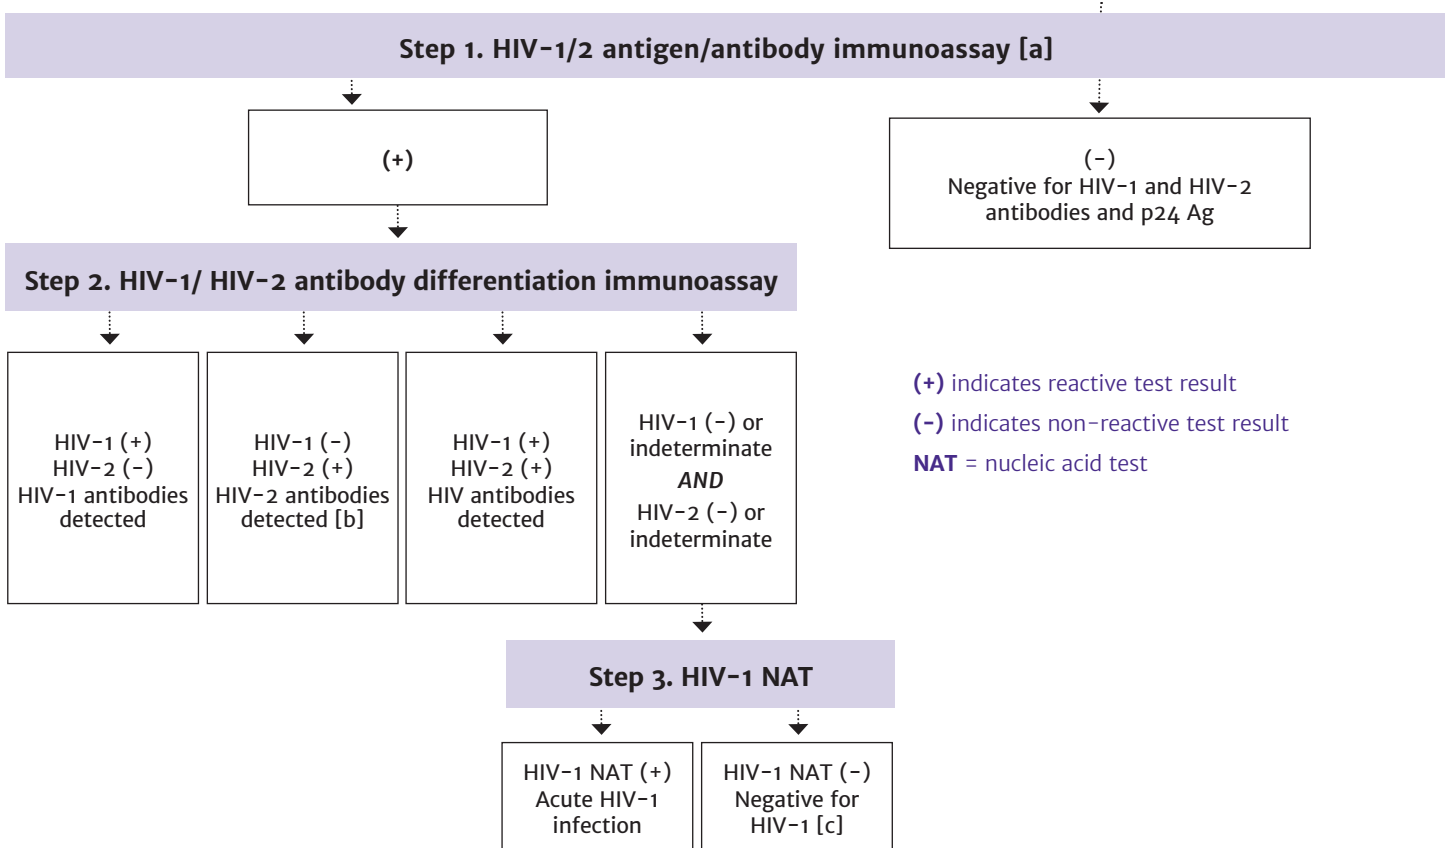 Step 1. HIV-1/2 antigen/antibody immunoassay [a]
(+)
(-)
Negative for HIV-1 and HIV-2
antibodies and p24 Ag
Step 2. HIV-1/ HIV-2 antibody differentiation immunoassay
HIV-1 (+)
HIV-2 (-)
HIV-1 antibodies
detected
HIV-1 (-)
HIV-2 (+)
HIV-2 antibodies
detected [b]
HIV-1 (+)
HIV-2 (+)
HIV antibodies
detected
HIV-1 (-) or
indeterminate
AND
HIV-2 (-) or
indeterminate
(+) indicates reactive test result
(-) indicates non-reactive test result
NAT = nucleic acid test
Step 3. HIV-1 NAT
HIV-1 NAT (+)
Acute HIV-1
infection
HIV-1 NAT (-)
Negative for
HIV-1 [c]